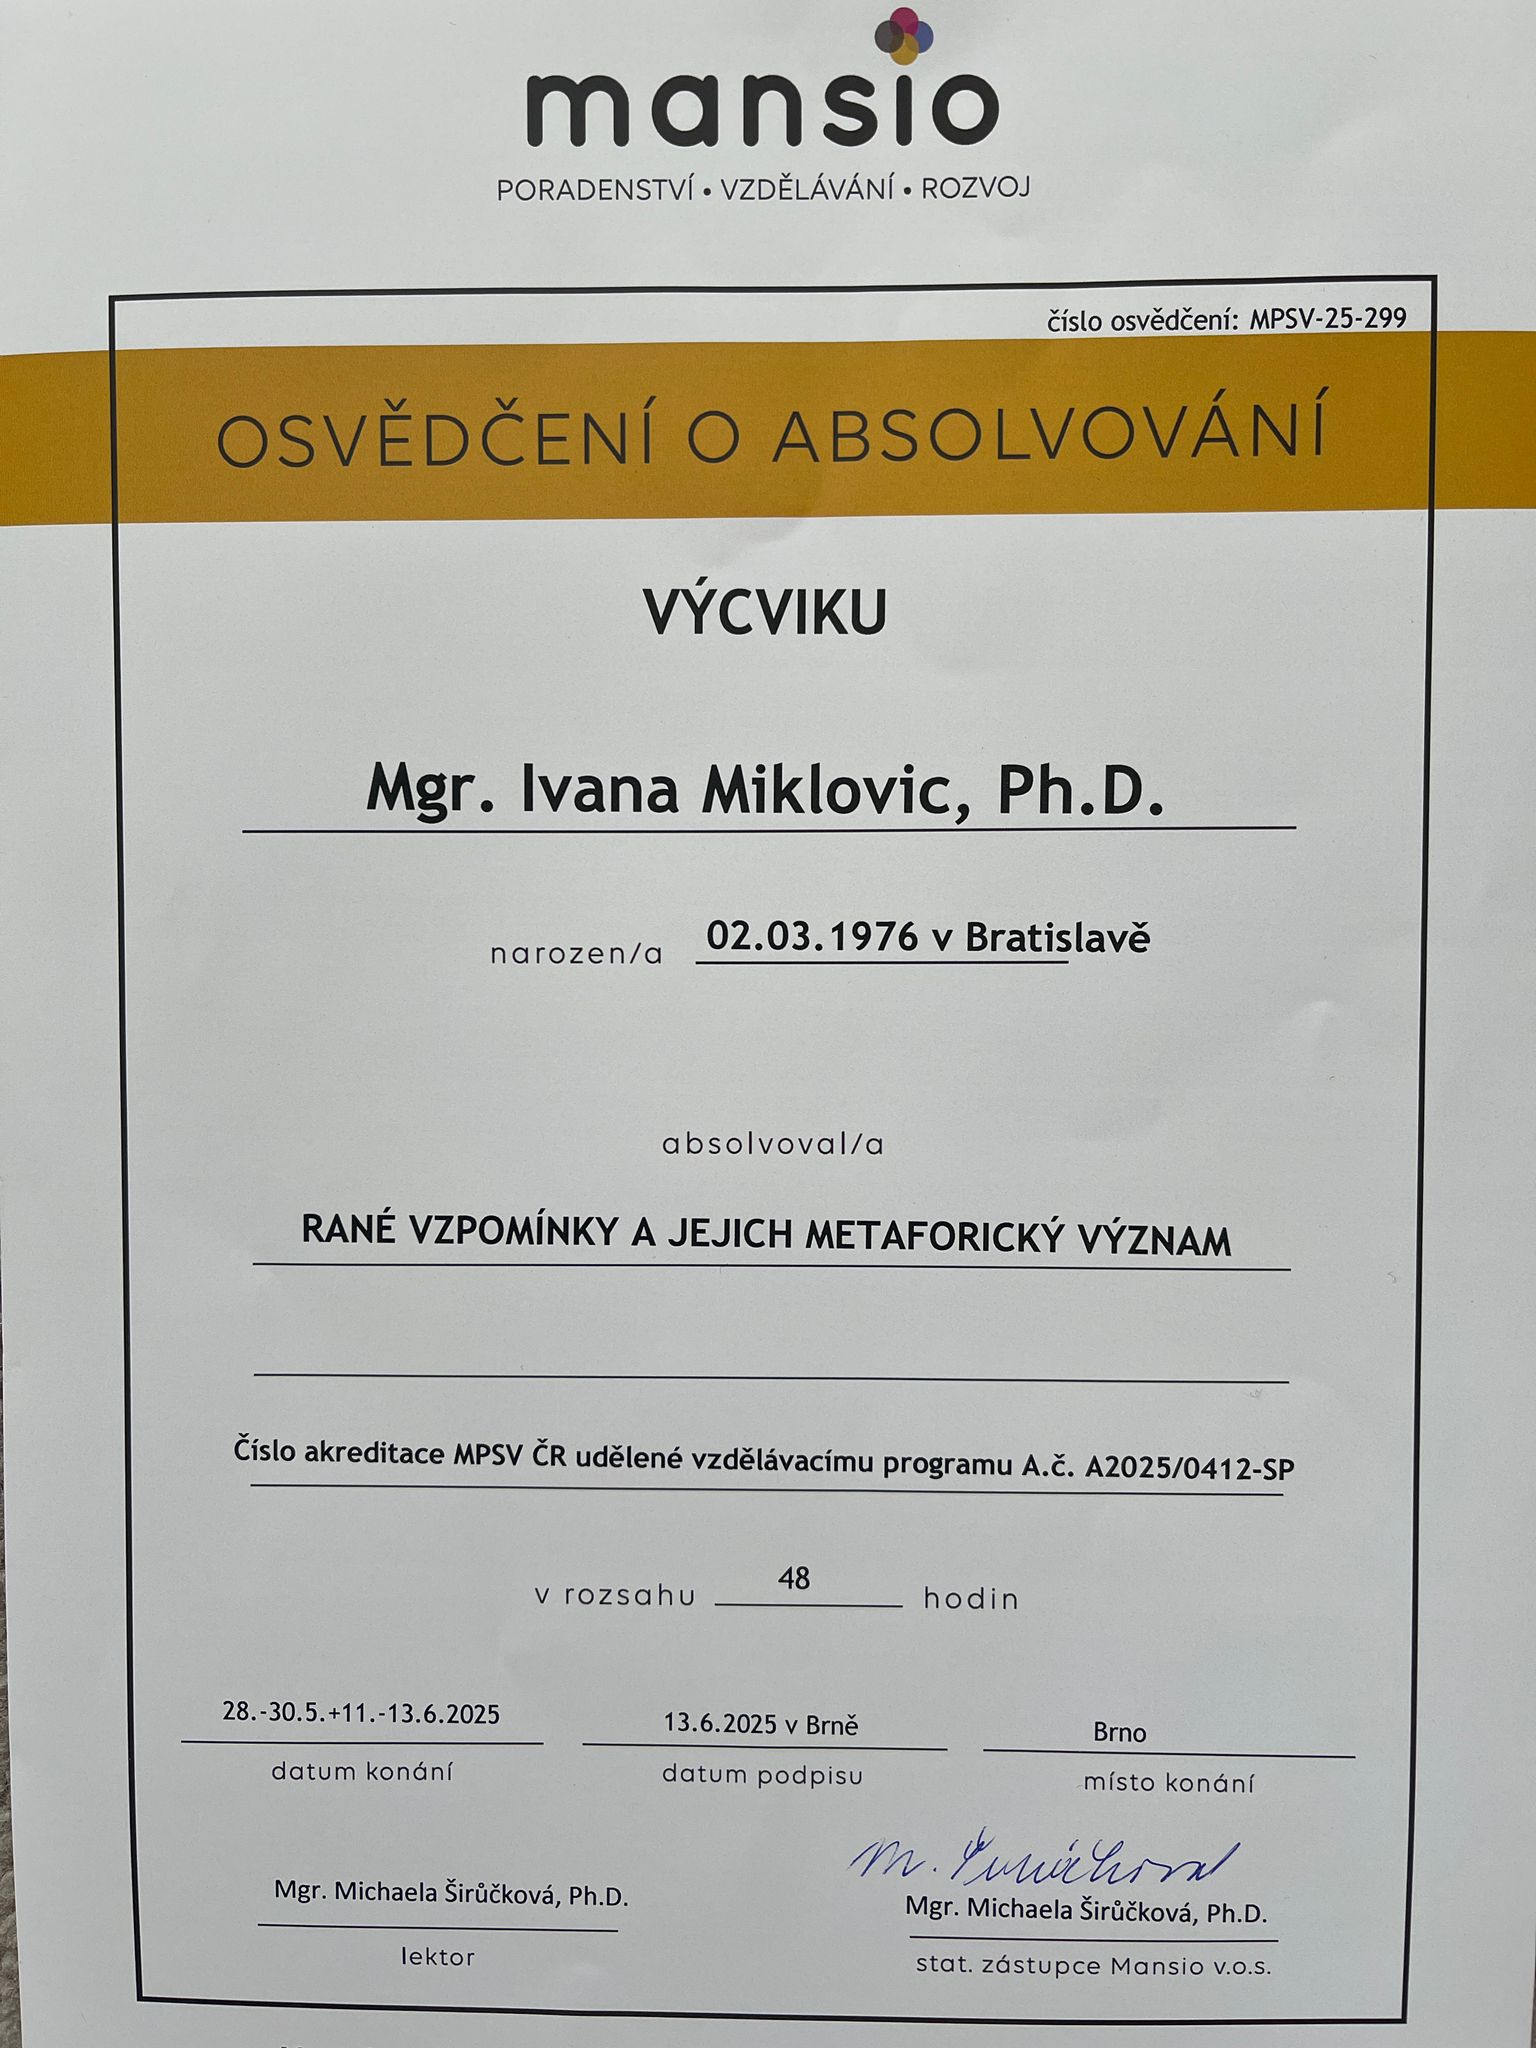 mansio
PORADENSTVÍ • VZDĚLÁVÁNÍ • ROZVOJ
číslo osvědčení: MPSV-25-299
OSVĚDČENÍ O ABSOLVOVÁNÍ
VÝCVIKU
Mgr. Ivana Miklovic, Ph.D.
narozen/a 02.03.1976 v Bratislavě
absolvoval/a
RANÉ VZPOMÍNKY A JEJICH METAFORICKÝ VÝZNAM
Číslo akreditace MPSV ČR udělené vzdělávacímu programu A.č. A2025/0412-SP
v rozsahu 48 hodin
28.-30.5.+11.-13.6.2025 13.6.2025 v Brně Brno
datum konání datum podpisu místo konání
Mgr. Michaela Širůčková, Ph.D. Mgr. Michaela Širůčková, Ph.D.
lektor stat. zástupce Mansio v.o.s.